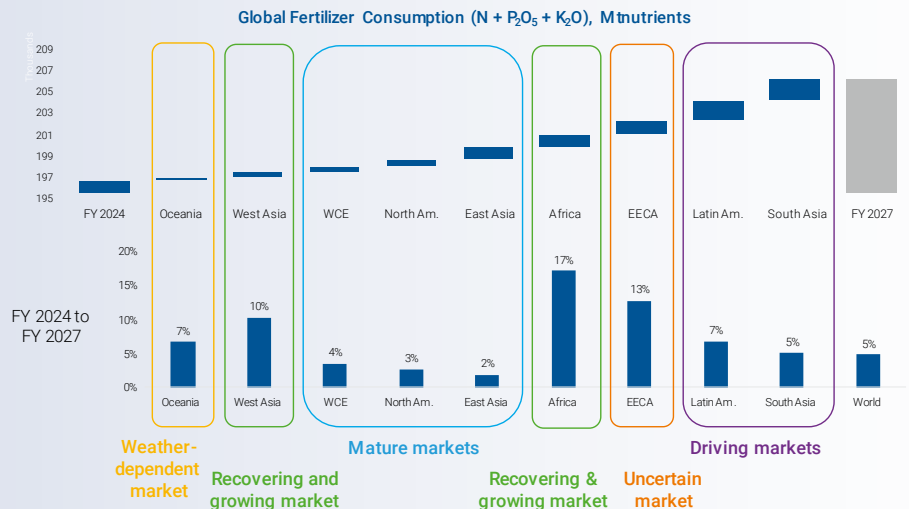 Global Fertilizer Consumption (N + P₂O₅ + K₂O), Mtnutrients
Thousands
209
207
205
203
201
199
197
195
FY 2024 Oceania West Asia WCE North Am. East Asia Africa EECA Latin Am. South Asia FY 2027
FY 2024 to
FY 2027
20%
15%
10%
5%
0%
7% 10% 4% 3% 2% 17% 13% 7% 5% 5%
Oceania West Asia WCE North Am. East Asia Africa EECA Latin Am. South Asia World
Weather-
dependent
market
Recovering and
growing market
Mature markets
Recovering &
growing market
Uncertain
market
Driving markets